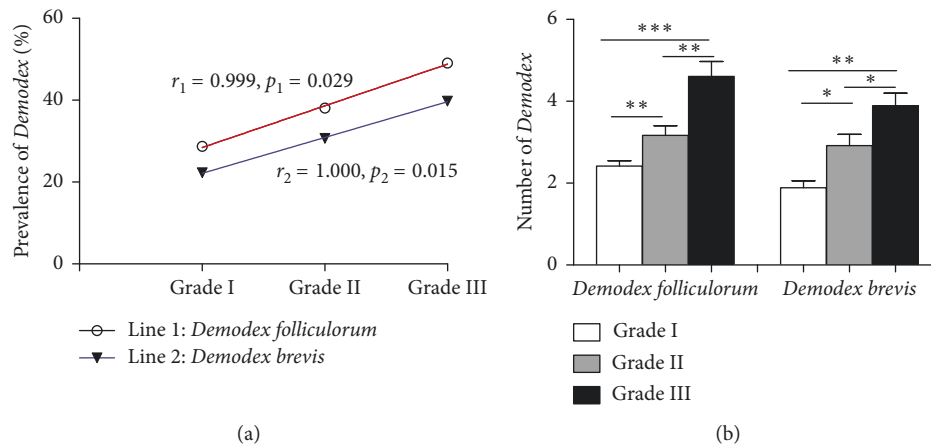 60
40
20
0
Prevalence of Demodex (%)
r1 = 0.999, p1 = 0.029
r2 = 1.000, p2 = 0.015
Grade I
Grade II
Grade III
Line 1: Demodex folliculorum
Line 2: Demodex brevis
(a)
6
4
2
0
Number of Demodex
***
**
**
**
*
*
Demodex folliculorum
Demodex brevis
Grade I
Grade II
Grade III
(b)